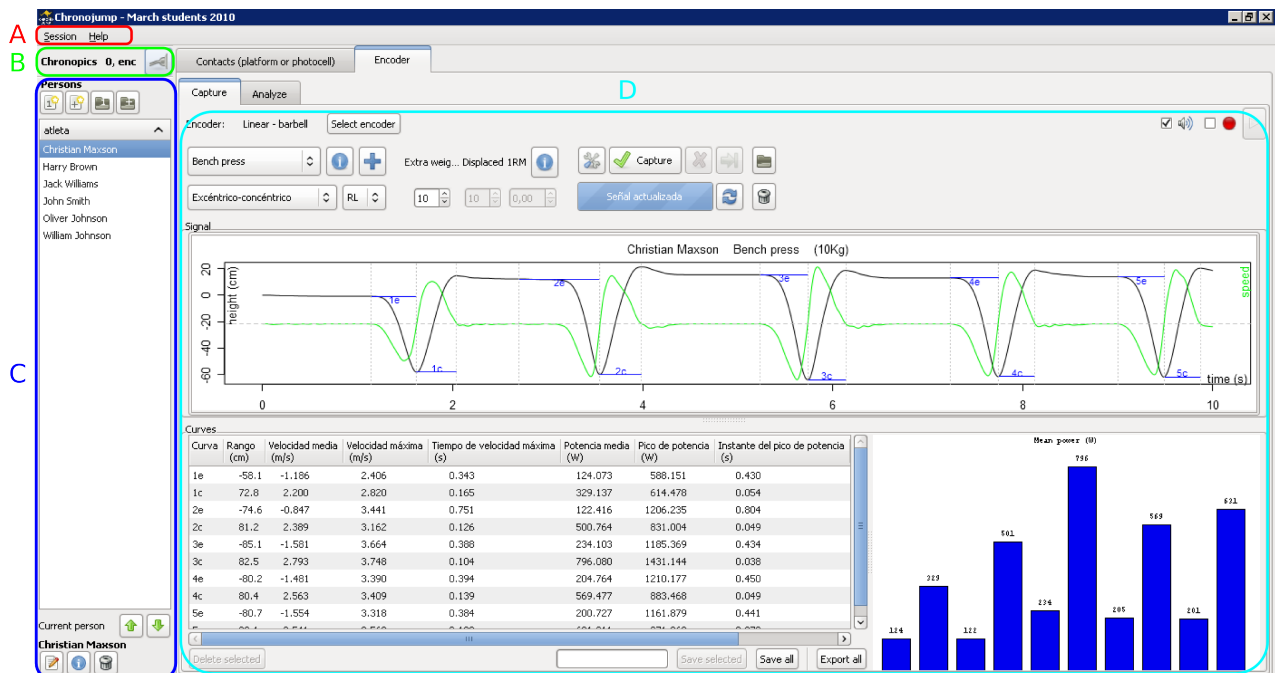 Chronojump - March students 2010
A
Session Help
B
Chronopics 0, enc
Contacts (platform or photocell) Encoder
Persons
Capture Analyze
D
Encoder: Linear - barbell Select encoder
atleta
Christian Maxson
Harry Brown
Jack Williams
John Smith
Oliver Johnson
William Johnson
C
Current person
Christian Maxson
Bench press Extra weig... Displaced 1RM Capture
Excéntrico-concéntrico RL 10 10 0,00 Señal actualizada
Signal
Christian Maxson Bench press (10Kg)
height (cm)
20
0
-20
-40
-60
speed
1e 2e 3e 4e 5e
1c 2c 3c 4c 5c
time (s)
0 2 4 6 8 10
Curves
Curva Rango (cm) Velocidad media (m/s) Velocidad máxima (m/s) Tiempo de velocidad máxima (s) Potencia media (W) Pico de potencia (W) Instante del pico de potencia (s)
1e -58.1 -1.186 2.406 0.343 124.073 588.151 0.430
1c 72.8 2.200 2.820 0.165 329.137 614.478 0.054
2e -74.6 -0.847 3.441 0.751 122.416 1206.235 0.804
2c 81.2 2.389 3.162 0.126 500.764 831.004 0.049
3e -85.1 -1.581 3.664 0.388 234.103 1185.369 0.434
3c 82.5 2.793 3.748 0.104 796.080 1431.144 0.038
4e -80.2 -1.481 3.390 0.394 204.764 1210.177 0.450
4c 80.4 2.563 3.409 0.139 569.477 883.468 0.049
5e -80.7 -1.554 3.318 0.384 200.727 1161.879 0.441
Delete selected Save selected Save all Export all
Mean power (W)
124 329 122 501 234 796 205 569 201 621